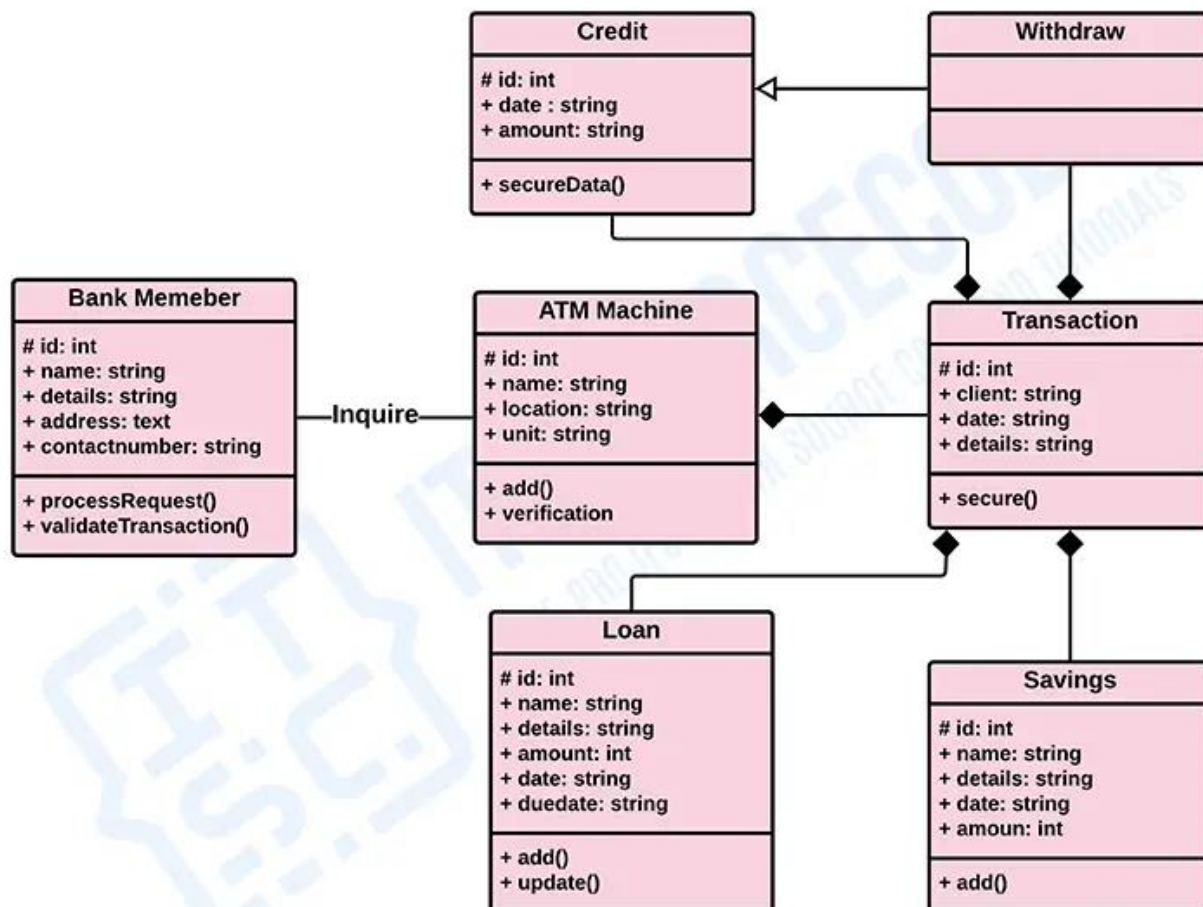 Credit
# id: int
+ date : string
+ amount: string
+ secureData()
Withdraw
Bank Memeber
# id: int
+ name: string
+ details: string
+ address: text
+ contactnumber: string
+ processRequest()
+ validateTransaction()
Inquire
ATM Machine
# id: int
+ name: string
+ location: string
+ unit: string
+ add()
+ verification
Transaction
# id: int
+ client: string
+ date: string
+ details: string
+ secure()
Loan
# id: int
+ name: string
+ details: string
+ amount: int
+ date: string
+ duedate: string
+ add()
+ update()
Savings
# id: int
+ name: string
+ details: string
+ date: string
+ amoun: int
+ add()